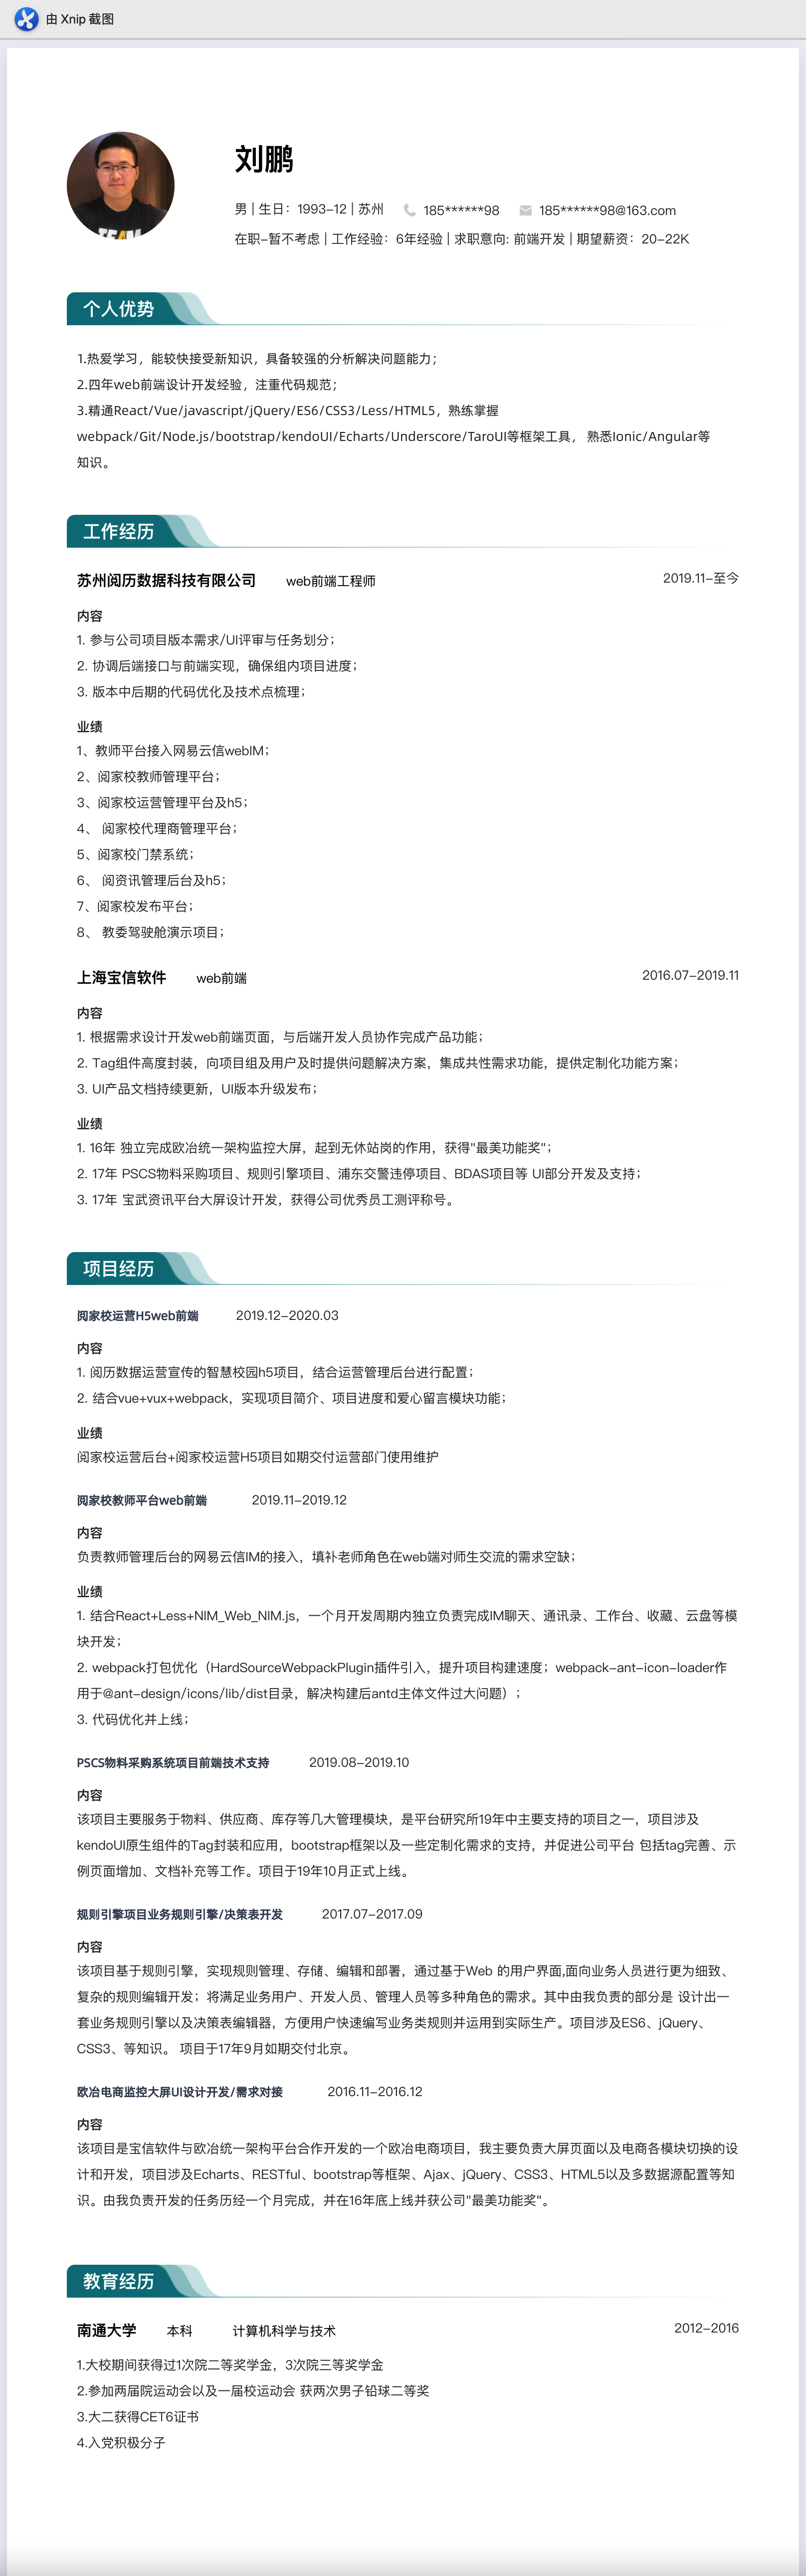 由 Xnip 截图
刘鹏
男 | 生日：1993-12 | 苏州 185******98 185******98@163.com
在职-暂不考虑 | 工作经验：6年经验 | 求职意向: 前端开发 | 期望薪资：20-22K
个人优势
1.热爱学习，能较快接受新知识，具备较强的分析解决问题能力；
2.四年web前端设计开发经验，注重代码规范；
3.精通React/Vue/javascript/jQuery/ES6/CSS3/Less/HTML5，熟练掌握
webpack/Git/Node.js/bootstrap/kendoUI/Echarts/Underscore/TaroUI等框架工具， 熟悉Ionic/Angular等
知识。
工作经历
苏州阅历数据科技有限公司 web前端工程师 2019.11-至今
内容
1. 参与公司项目版本需求/UI评审与任务划分；
2. 协调后端接口与前端实现，确保组内项目进度；
3. 版本中后期的代码优化及技术点梳理；
业绩
1、教师平台接入网易云信webIM；
2、阅家校教师管理平台；
3、阅家校运营管理平台及h5；
4、 阅家校代理商管理平台；
5、阅家校门禁系统；
6、 阅资讯管理后台及h5；
7、阅家校发布平台；
8、 教委驾驶舱演示项目；
上海宝信软件 web前端 2016.07-2019.11
内容
1. 根据需求设计开发web前端页面，与后端开发人员协作完成产品功能；
2. Tag组件高度封装，向项目组及用户及时提供问题解决方案，集成共性需求功能，提供定制化功能方案；
3. UI产品文档持续更新，UI版本升级发布；
业绩
1. 16年 独立完成欧冶统一架构监控大屏，起到无休站岗的作用，获得"最美功能奖"；
2. 17年 PSCS物料采购项目、规则引擎项目、浦东交警违停项目、BDAS项目等 UI部分开发及支持；
3. 17年 宝武资讯平台大屏设计开发，获得公司优秀员工测评称号。
项目经历
阅家校运营H5web前端 2019.12-2020.03
内容
1. 阅历数据运营宣传的智慧校园h5项目，结合运营管理后台进行配置；
2. 结合vue+vux+webpack，实现项目简介、项目进度和爱心留言模块功能；
业绩
阅家校运营后台+阅家校运营H5项目如期交付运营部门使用维护
阅家校教师平台web前端 2019.11-2019.12
内容
负责教师管理后台的网易云信IM的接入，填补老师角色在web端对师生交流的需求空缺；
业绩
1. 结合React+Less+NIM_Web_NIM.js，一个月开发周期内独立负责完成IM聊天、通讯录、工作台、收藏、云盘等模
块开发；
2. webpack打包优化（HardSourceWebpackPlugin插件引入，提升项目构建速度；webpack-ant-icon-loader作
用于@ant-design/icons/lib/dist目录，解决构建后antd主体文件过大问题）；
3. 代码优化并上线；
PSCS物料采购系统项目前端技术支持 2019.08-2019.10
内容
该项目主要服务于物料、供应商、库存等几大管理模块，是平台研究所19年中主要支持的项目之一，项目涉及
kendoUI原生组件的Tag封装和应用，bootstrap框架以及一些定制化需求的支持，并促进公司平台 包括tag完善、示
例页面增加、文档补充等工作。项目于19年10月正式上线。
规则引擎项目业务规则引擎/决策表开发 2017.07-2017.09
内容
该项目基于规则引擎，实现规则管理、存储、编辑和部署，通过基于Web 的用户界面,面向业务人员进行更为细致、
复杂的规则编辑开发；将满足业务用户、开发人员、管理人员等多种角色的需求。其中由我负责的部分是 设计出一
套业务规则引擎以及决策表编辑器，方便用户快速编写业务类规则并运用到实际生产。项目涉及ES6、jQuery、
CSS3、等知识。 项目于17年9月如期交付北京。
欧冶电商监控大屏UI设计开发/需求对接 2016.11-2016.12
内容
该项目是宝信软件与欧冶统一架构平台合作开发的一个欧冶电商项目，我主要负责大屏页面以及电商各模块切换的设
计和开发，项目涉及Echarts、RESTful、bootstrap等框架、Ajax、jQuery、CSS3、HTML5以及多数据源配置等知
识。由我负责开发的任务历经一个月完成，并在16年底上线并获公司"最美功能奖"。
教育经历
南通大学 本科 计算机科学与技术 2012-2016
1.大校期间获得过1次院二等奖学金，3次院三等奖学金
2.参加两届院运动会以及一届校运动会 获两次男子铅球二等奖
3.大二获得CET6证书
4.入党积极分子